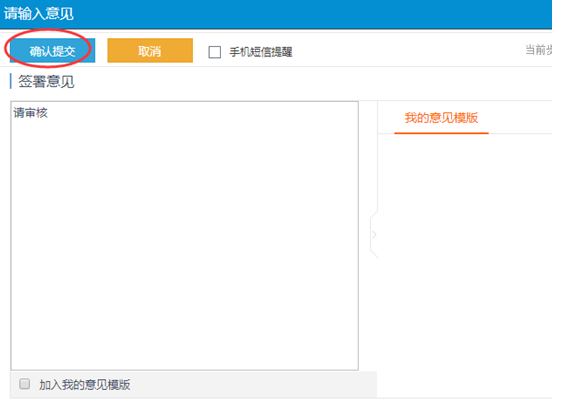 请输入意见
确认提交 取消 手机短信提醒 当前步
签署意见
请审核
我的意见模版
加入我的意见模版